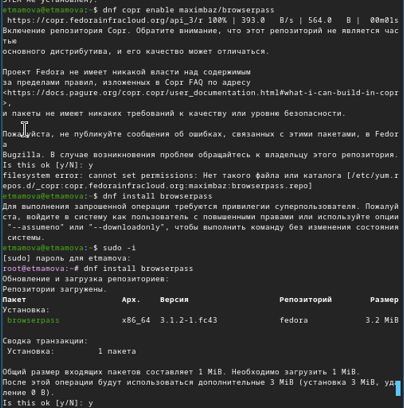 etmamova@etmamova:~$ dnf copr enable maximbaz/browserpass
https://copr.fedorainfracloud.org/api_3/r 100% | 393.0   B/s | 564.0   B |  00m01s
Включение репозитория Copr. Обратите внимание, что этот репозиторий не является час
тью
основного дистрибутива, и его качество может отличаться.
Проект Fedora не имеет никакой власти над содержимым
за пределами правил, изложенных в Copr FAQ по адресу
<https://docs.pagure.org/copr.copr/user_documentation.html#what-i-can-build-in-copr
>,
и пакеты не имеют никаких требований к качеству или уровню безопасности.
Пожалуйста, не публикуйте сообщения об ошибках, связанных с этими пакетами, в Fedor
a
Bugzilla. В случае возникновения проблем обращайтесь к владельцу этого репозитория.
Is this ok [y/N]: y
filesystem error: cannot set permissions: Нет такого файла или каталога [/etc/yum.r
epos.d/_copr:copr.fedorainfracloud.org:maximbaz:browserpass.repo]
etmamova@etmamova:~$ dnf install browserpass
Для выполнения запрошенной операции требуются привилегии суперпользователя. Пожалуй
ста, войдите в систему как пользователь с повышенными правами или используйте опции
"--assumeno" или "--downloadonly", чтобы выполнить команду без изменения состояния
системы.
etmamova@etmamova:~$ sudo -i
[sudo] пароль для etmamova:
root@etmamova:~# dnf install browserpass
Обновление и загрузка репозиториев:
Репозитории загружены.
Пакет Арх. Версия Репозиторий Размер
Установка:
browserpass x86_64 3.1.2-1.fc43 fedora 3.2 MiB
Сводка транзакции:
Установка: 1 пакета
Общий размер входящих пакетов составляет 1 MiB. Необходимо загрузить 1 MiB.
После этой операции будут использоваться дополнительные 3 MiB (установка 3 MiB, уда
ление 0 B).
Is this ok [y/N]: y